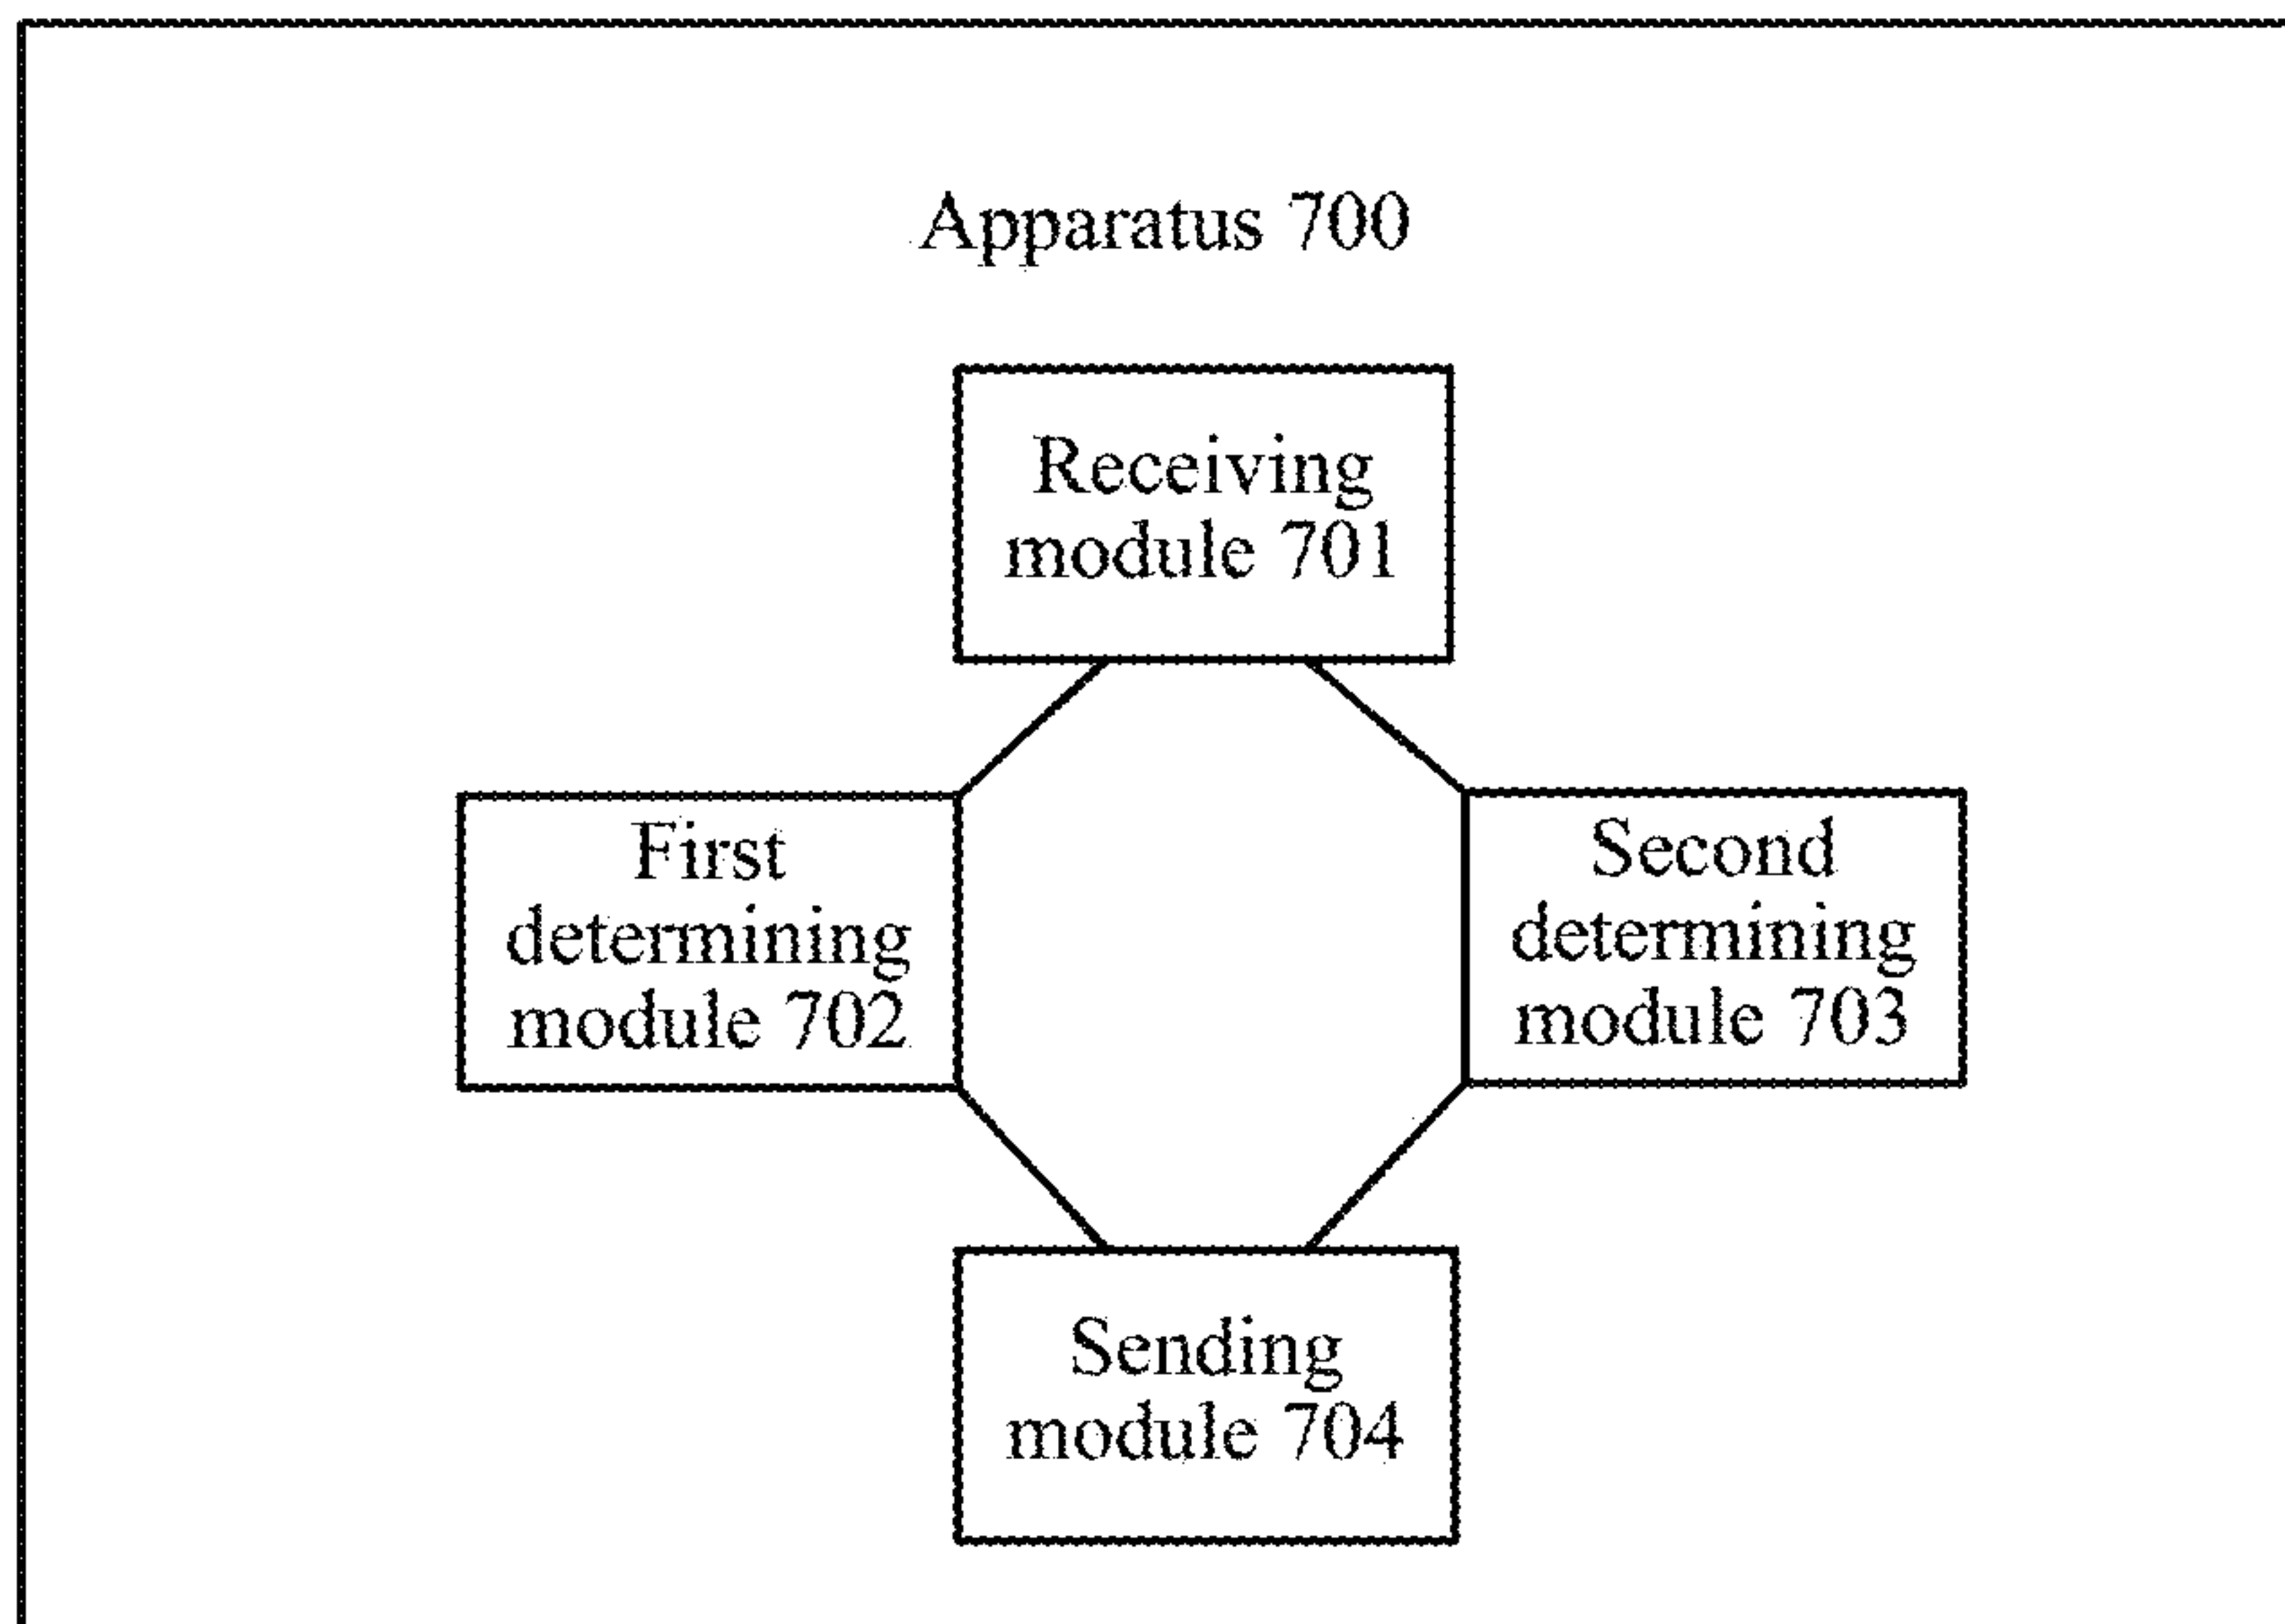 Apparatus 700
Receiving
module 701
First
determining
module 702
Second
determining
module 703
Sending
module 704